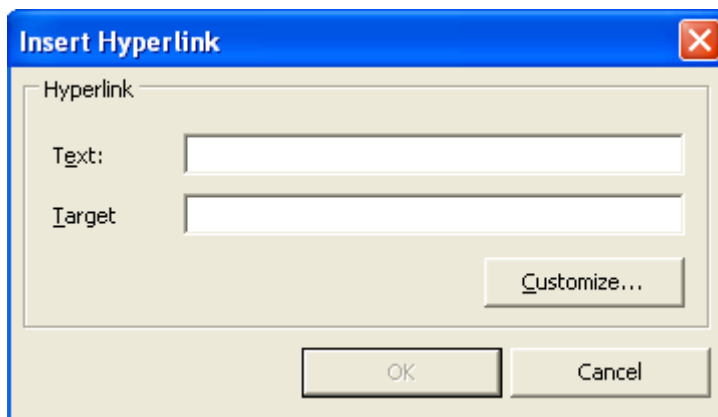 Insert Hyperlink
Hyperlink
Text:
Target
Customize...
OK Cancel